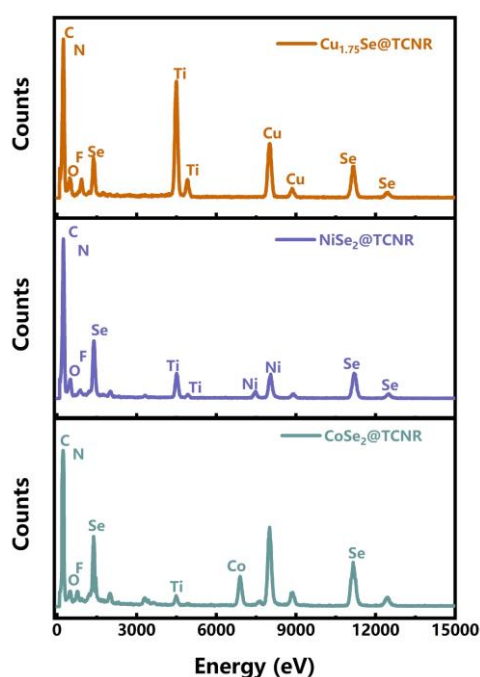 C
N
O
F
Se
Ti
Ti
Cu
Cu
Se
Se
Cu1.75Se@TCNR
Counts
C
N
O
F
Se
Ti
Ti
Ni
Ni
Se
Se
NiSe2@TCNR
Counts
C
N
O
F
Se
Ti
Co
Se
CoSe2@TCNR
Counts
0 3000 6000 9000 12000 15000
Energy (eV)